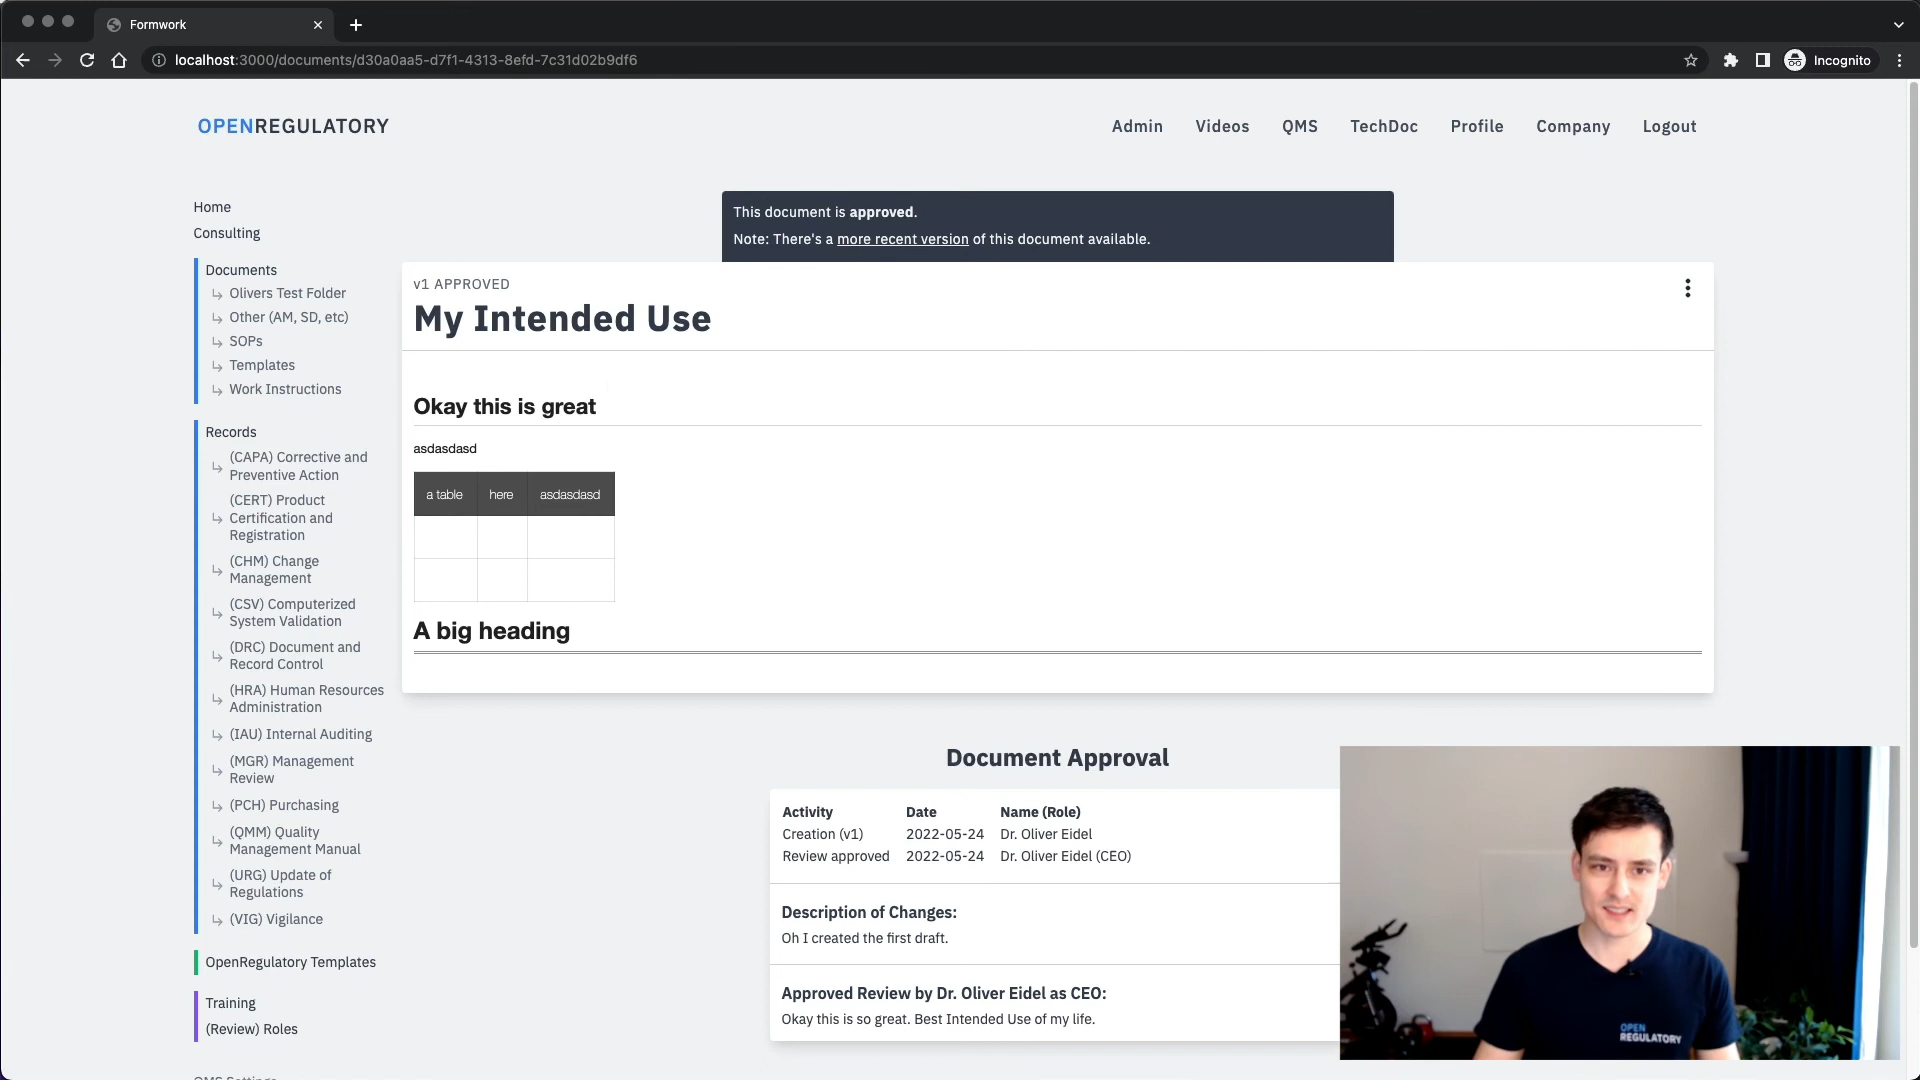 Formwork
localhost:3000/documents/d30a0aa5-d7f1-4313-8efd-7c31d02b9df6
Incognito
OPENREGULATORY
Admin
Videos
QMS
TechDoc
Profile
Company
Logout
Home
Consulting
Documents
Olivers Test Folder
Other (AM, SD, etc)
SOPs
Templates
Work Instructions
Records
(CAPA) Corrective and
Preventive Action
(CERT) Product
Certification and
Registration
(CHM) Change
Management
(CSV) Computerized
System Validation
(DRC) Document and
Record Control
(HRA) Human Resources
Administration
(IAU) Internal Auditing
(MGR) Management
Review
(PCH) Purchasing
(QMM) Quality
Management Manual
(URG) Update of
Regulations
(VIG) Vigilance
OpenRegulatory Templates
Training
(Review) Roles
QMS Settings
This document is approved.
Note: There's a more recent version of this document available.
v1 APPROVED
My Intended Use
Okay this is great
asdasdasd
a table here asdasdasd
A big heading
Document Approval
Activity Date Name (Role)
Creation (v1) 2022-05-24 Dr. Oliver Eidel
Review approved 2022-05-24 Dr. Oliver Eidel (CEO)
Description of Changes:
Oh I created the first draft.
Approved Review by Dr. Oliver Eidel as CEO:
Okay this is so great. Best Intended Use of my life.
OPEN
REGULATORY